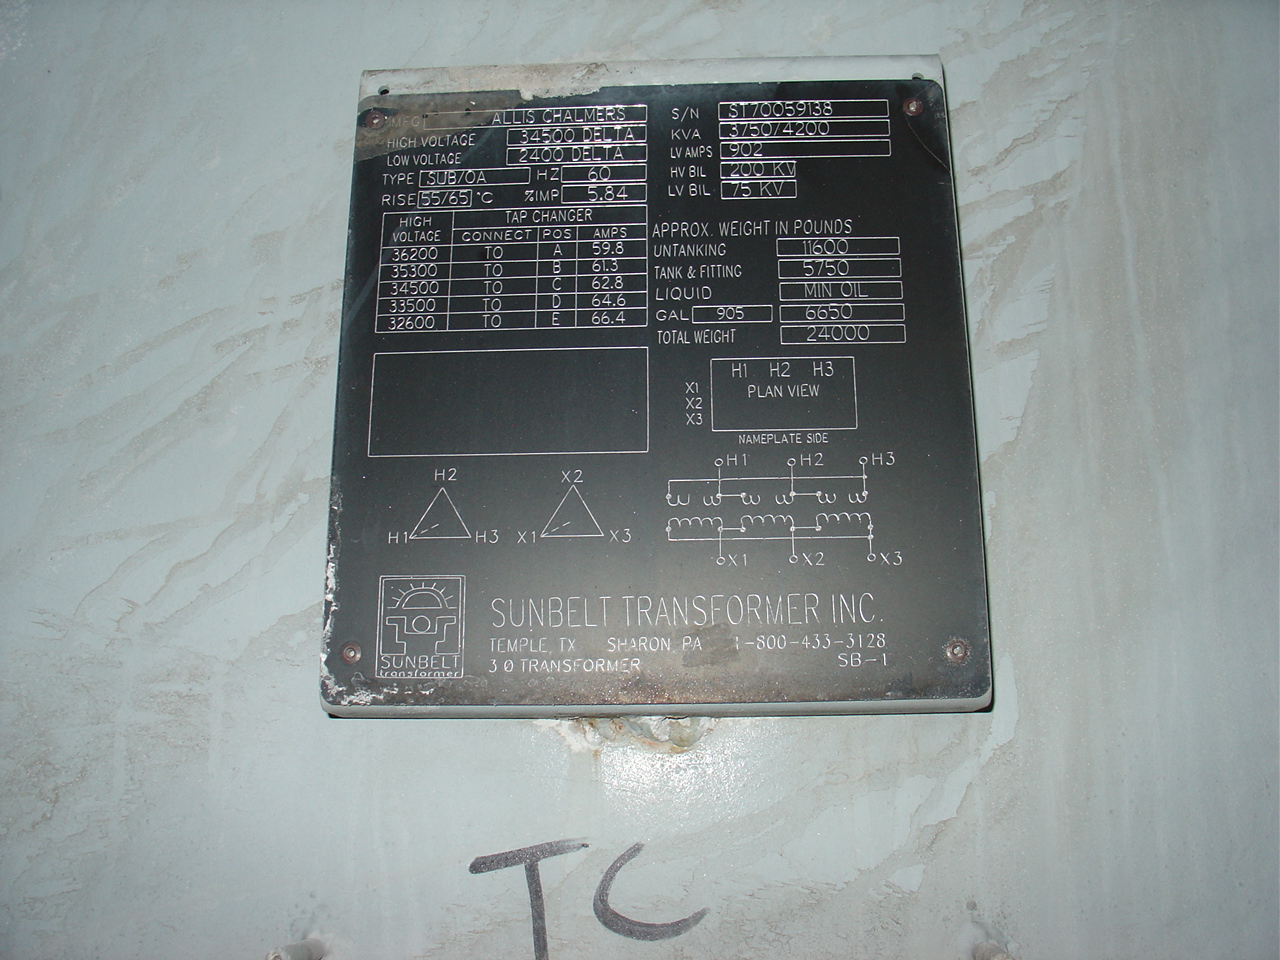 MFG ALLIS CHALMERS
HIGH VOLTAGE 34500 DELTA
LOW VOLTAGE 2400 DELTA
TYPE SUB/OA HZ 60
RISE 55/65 °C %IMP 5.84
S/N ST70059138
KVA 3750/4200
LV AMPS 902
HV BIL 200 KV
LV BIL 75 KV
HIGH VOLTAGE TAP CHANGER
CONNECT POS AMPS
36200 TO A 59.8
35300 TO B 61.3
34500 TO C 62.8
33500 TO D 64.6
32600 TO E 66.4
APPROX. WEIGHT IN POUNDS
UNTANKING 11600
TANK & FITTING 5750
LIQUID MIN OIL
GAL 905 6650
TOTAL WEIGHT 24000
H1 H2 H3
PLAN VIEW
X1
X2
X3
NAMEPLATE SIDE
H2
H1 H3
X2
X1 X3
H1 H2 H3
X1 X2 X3
SUNBELT
transformer
SUNBELT TRANSFORMER INC.
TEMPLE, TX SHARON, PA 1-800-433-3128
3 Ø TRANSFORMER SB-1
TC